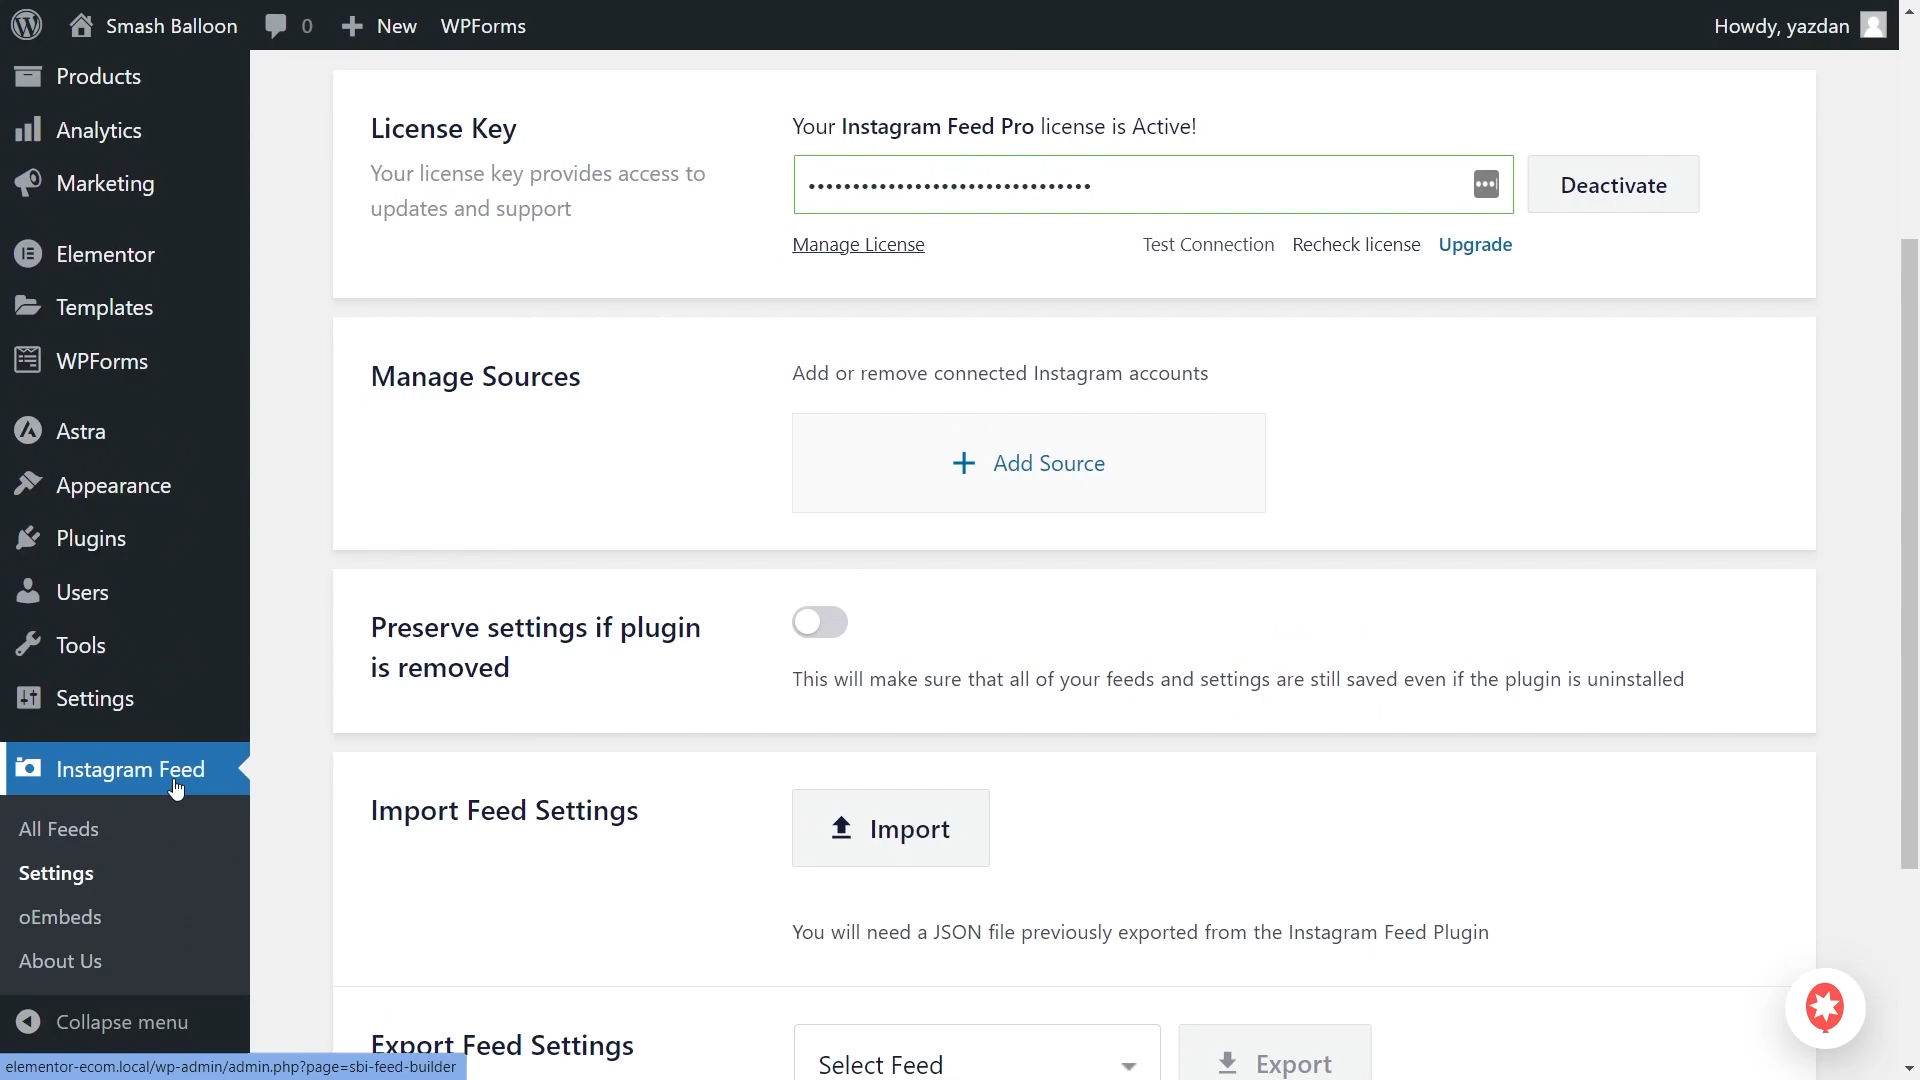 Smash Balloon
0
New
WPForms
Howdy, yazdan
Products
Analytics
Marketing
Elementor
Templates
WPForms
Astra
Appearance
Plugins
Users
Tools
Settings
Instagram Feed
All Feeds
Settings
oEmbeds
About Us
Collapse menu
elementor-ecom.local/wp-admin/admin.php?page=sbi-feed-builder
License Key
Your license key provides access to
updates and support
Your Instagram Feed Pro license is Active!
••••••••••••••••••••••••••••••••
Deactivate
Manage License
Test Connection
Recheck license
Upgrade
Manage Sources
Add or remove connected Instagram accounts
Add Source
Preserve settings if plugin
is removed
This will make sure that all of your feeds and settings are still saved even if the plugin is uninstalled
Import Feed Settings
Import
You will need a JSON file previously exported from the Instagram Feed Plugin
Export Feed Settings
Select Feed
Export